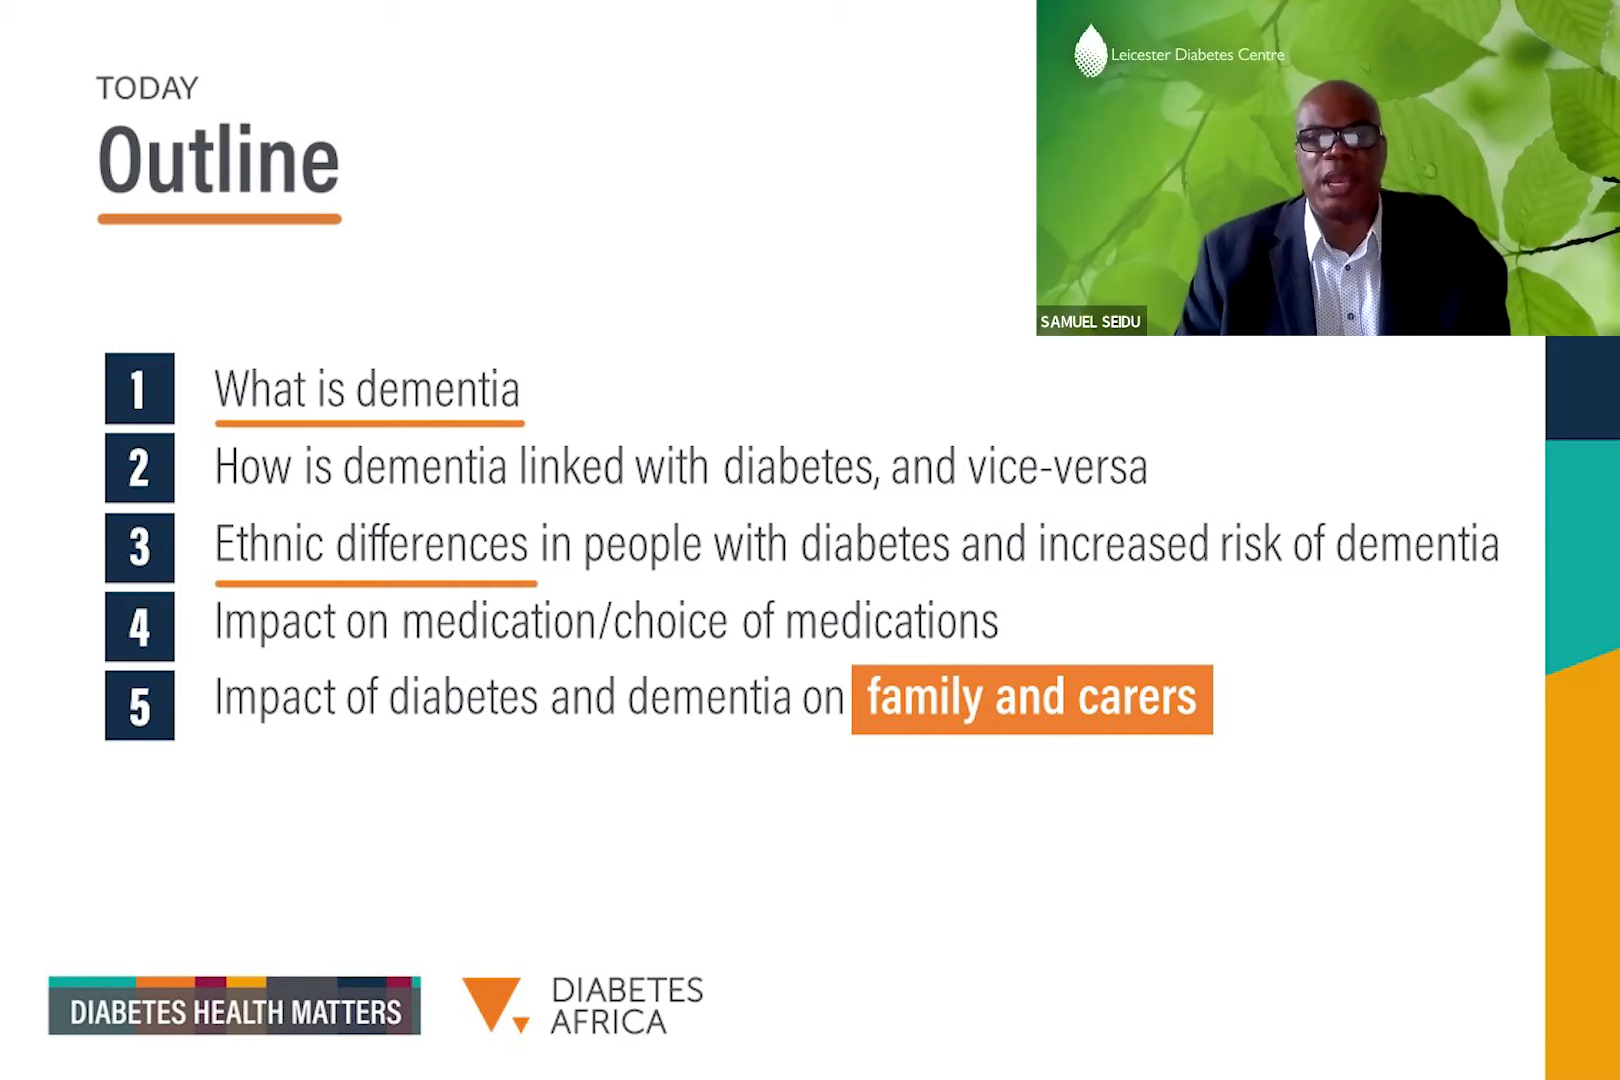 TODAY
Outline
Leicester Diabetes Centre
SAMUEL SEIDU
1 What is dementia
2 How is dementia linked with diabetes, and vice-versa
3 Ethnic differences in people with diabetes and increased risk of dementia
4 Impact on medication/choice of medications
5 Impact of diabetes and dementia on family and carers
DIABETES HEALTH MATTERS
DIABETES
AFRICA